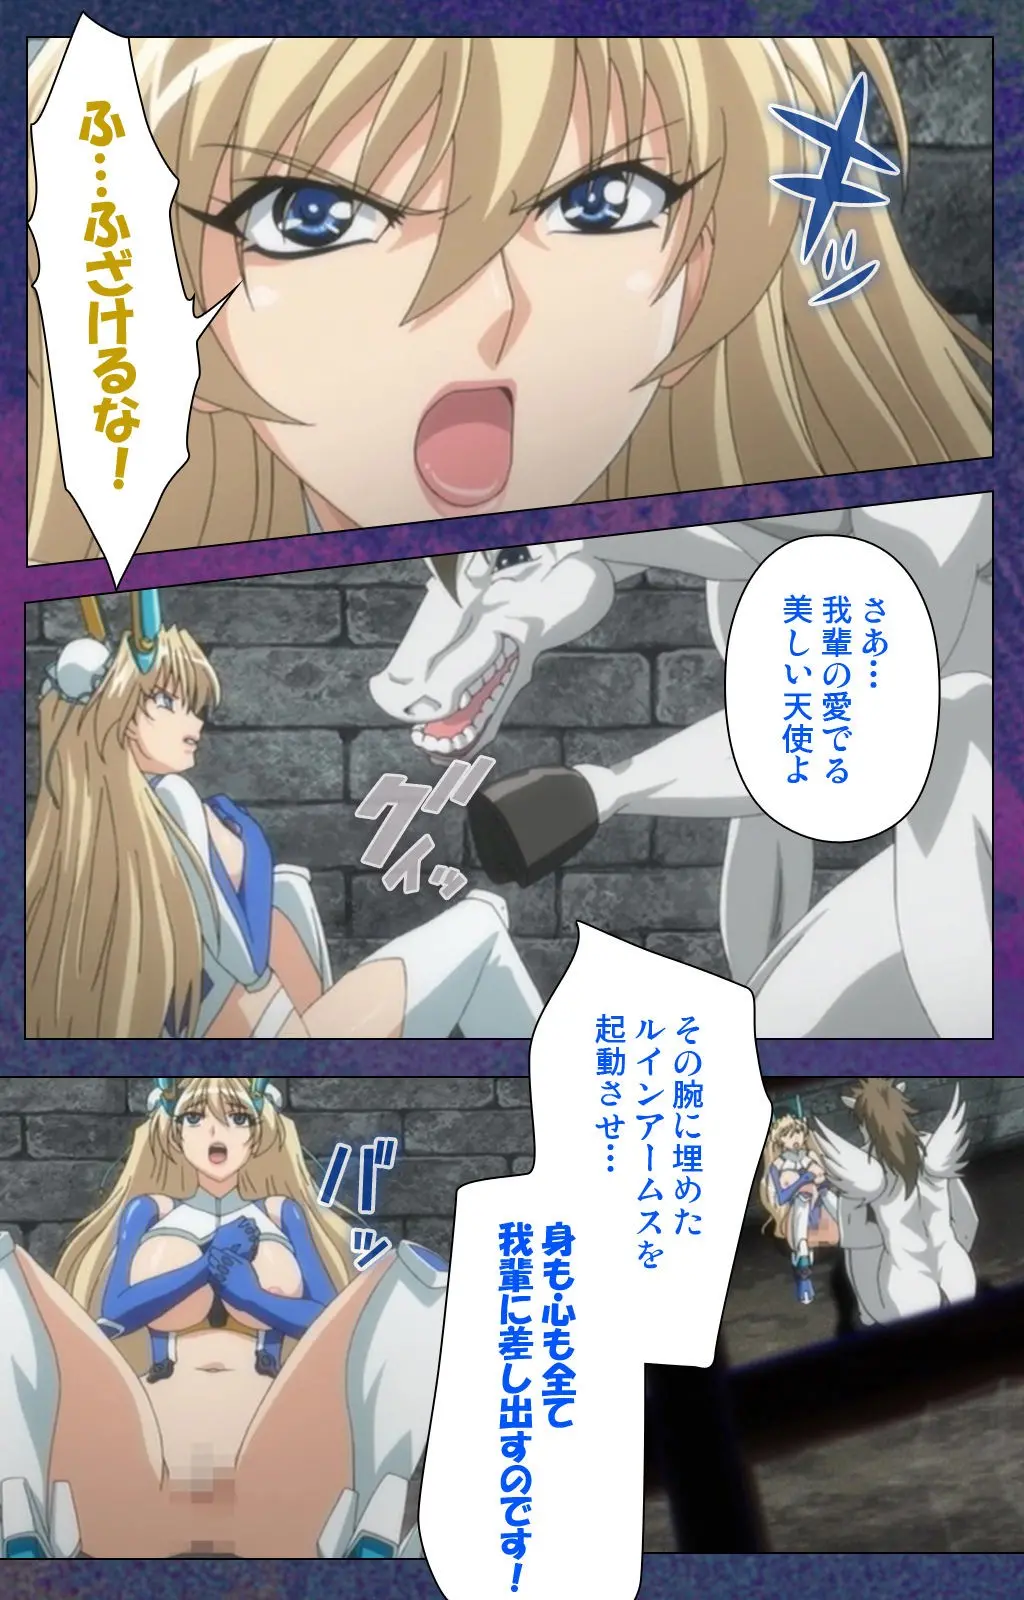 ふ…ふざけるな！
さあ…
我輩の愛でる
美しい天使よ
グイッ
その腕に埋めた
ルインアームスを
起動させ…
身も心も全て
我輩に差し出すのです！
バッ